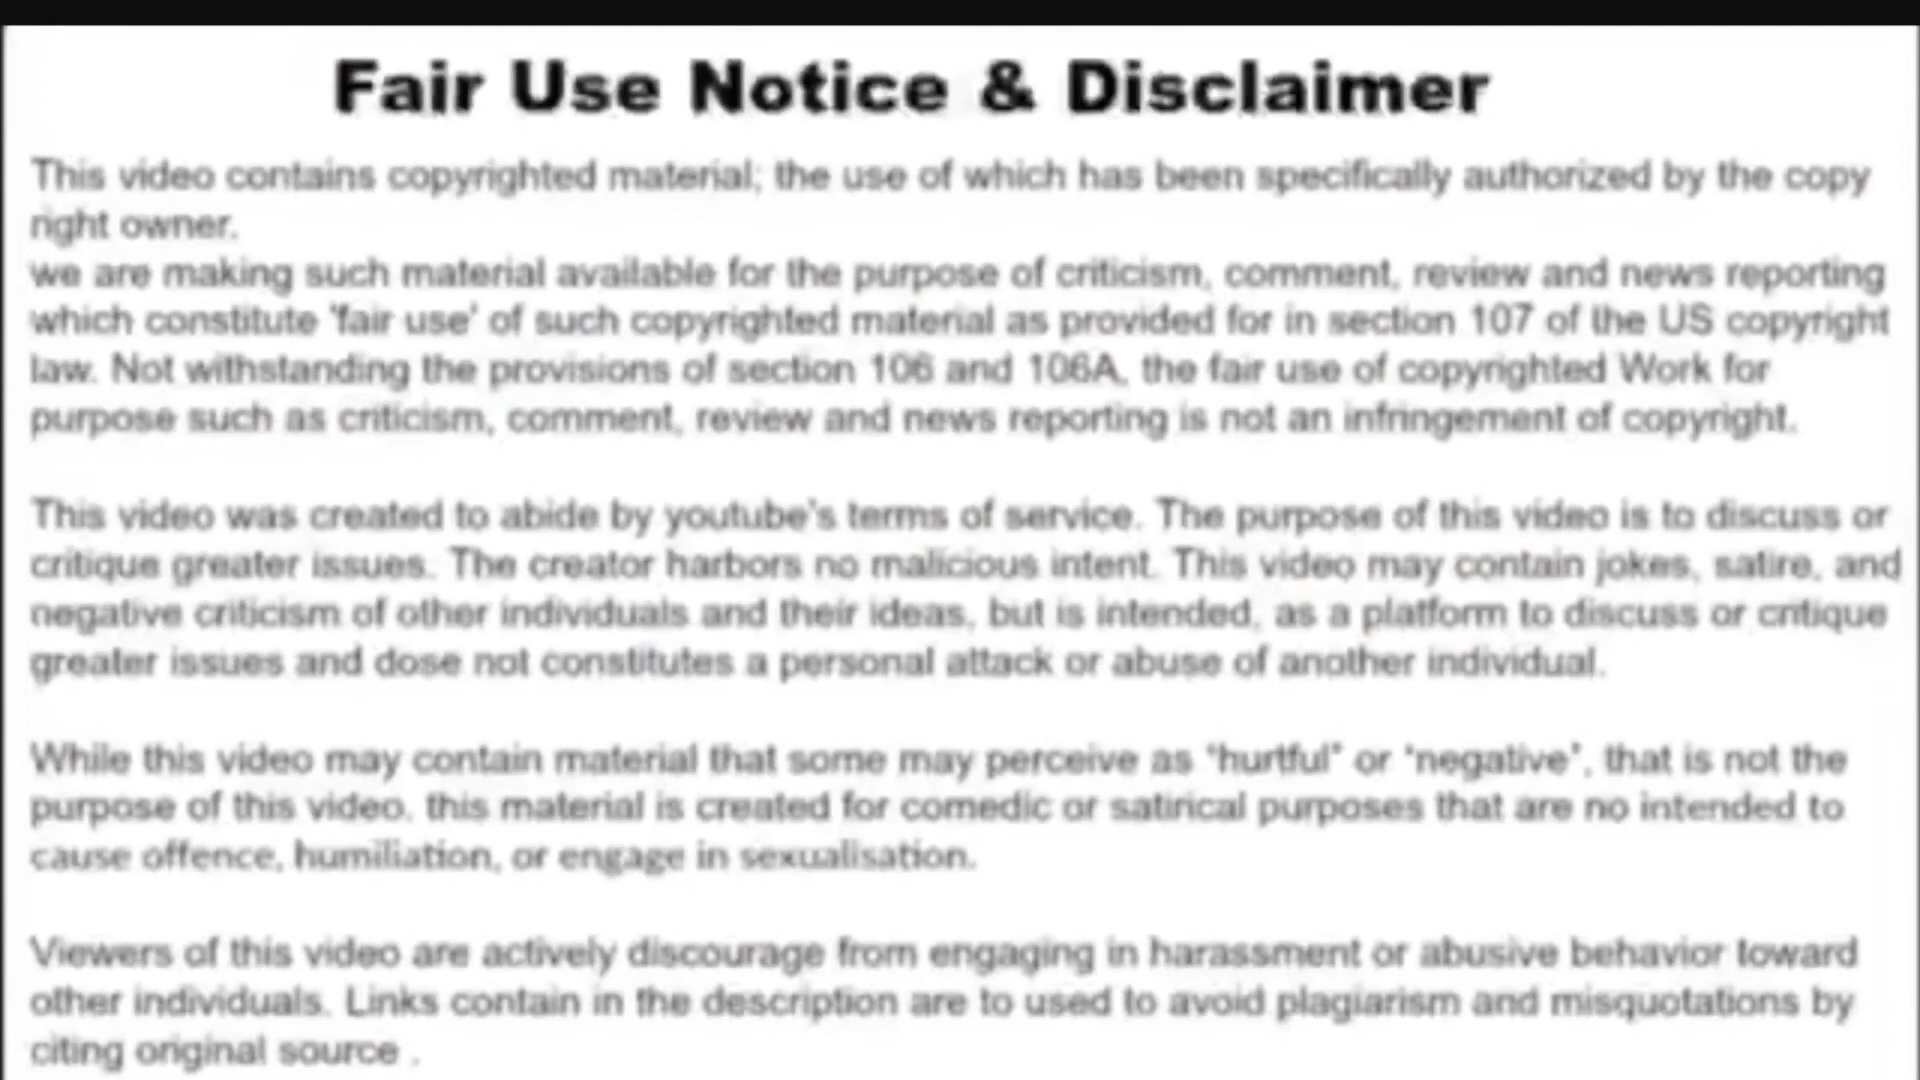 Fair Use Notice & Disclaimer
This video contains copyrighted material; the use of which has been specifically authorized by the copy
right owner.
we are making such material available for the purpose of criticism, comment, review and news reporting
which constitute 'fair use' of such copyrighted material as provided for in section 107 of the US copyright
law. Not withstanding the provisions of section 106 and 106A, the fair use of copyrighted Work for
purpose such as criticism, comment, review and news reporting is not an infringement of copyright.
This video was created to abide by youtube's terms of service. The purpose of this video is to discuss or
critique greater issues. The creator harbors no malicious intent. This video may contain jokes, satire, and
negative criticism of other individuals and their ideas, but is intended, as a platform to discuss or critique
greater issues and dose not constitutes a personal attack or abuse of another individual.
While this video may contain material that some may perceive as "hurtful" or "negative", that is not the
purpose of this video. this material is created for comedic or satirical purposes that are no intended to
cause offence, humiliation, or engage in sexualisation.
Viewers of this video are actively discourage from engaging in harassment or abusive behavior toward
other individuals. Links contain in the description are to used to avoid plagiarism and misquotations by
citing original source .